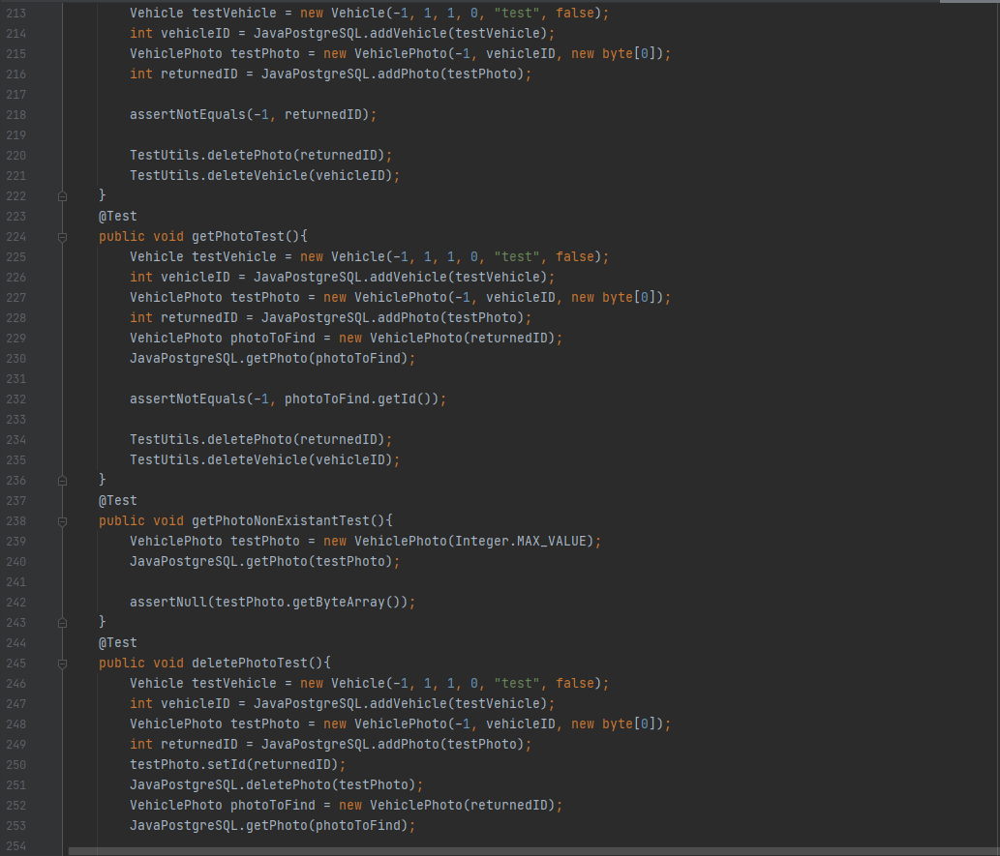 213 Vehicle testVehicle = new Vehicle(-1, 1, 1, 0, "test", false);
214 int vehicleID = JavaPostgreSQL.addVehicle(testVehicle);
215 VehiclePhoto testPhoto = new VehiclePhoto(-1, vehicleID, new byte[0]);
216 int returnedID = JavaPostgreSQL.addPhoto(testPhoto);
217
218 assertNotEquals(-1, returnedID);
219
220 TestUtils.deletePhoto(returnedID);
221 TestUtils.deleteVehicle(vehicleID);
222 }
223 @Test
224 public void getPhotoTest(){
225 Vehicle testVehicle = new Vehicle(-1, 1, 1, 0, "test", false);
226 int vehicleID = JavaPostgreSQL.addVehicle(testVehicle);
227 VehiclePhoto testPhoto = new VehiclePhoto(-1, vehicleID, new byte[0]);
228 int returnedID = JavaPostgreSQL.addPhoto(testPhoto);
229 VehiclePhoto photoToFind = new VehiclePhoto(returnedID);
230 JavaPostgreSQL.getPhoto(photoToFind);
231
232 assertNotEquals(-1, photoToFind.getId());
233
234 TestUtils.deletePhoto(returnedID);
235 TestUtils.deleteVehicle(vehicleID);
236 }
237 @Test
238 public void getPhotoNonExistantTest(){
239 VehiclePhoto testPhoto = new VehiclePhoto(Integer.MAX_VALUE);
240 JavaPostgreSQL.getPhoto(testPhoto);
241
242 assertNull(testPhoto.getByteArray());
243 }
244 @Test
245 public void deletePhotoTest(){
246 Vehicle testVehicle = new Vehicle(-1, 1, 1, 0, "test", false);
247 int vehicleID = JavaPostgreSQL.addVehicle(testVehicle);
248 VehiclePhoto testPhoto = new VehiclePhoto(-1, vehicleID, new byte[0]);
249 int returnedID = JavaPostgreSQL.addPhoto(testPhoto);
250 testPhoto.setId(returnedID);
251 JavaPostgreSQL.deletePhoto(testPhoto);
252 VehiclePhoto photoToFind = new VehiclePhoto(returnedID);
253 JavaPostgreSQL.getPhoto(photoToFind);
254